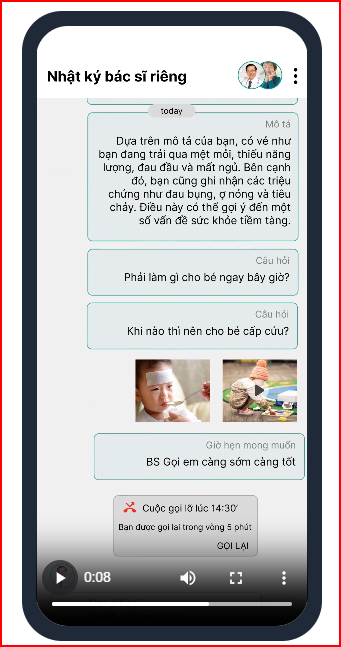 Nhật ký bác sĩ riêng
today
Mô tả
Dựa trên mô tả của bạn, có vẻ như
bạn đang trải qua mệt mỏi, thiếu năng
lượng, đau đầu và mất ngủ. Bên cạnh
đó, bạn cũng ghi nhận các triệu
chứng như đau bụng, ợ nóng và tiêu
chảy. Điều này có thể gợi ý đến một
số vấn đề sức khỏe tiềm tàng.
Câu hỏi
Phải làm gì cho bé ngay bây giờ?
Câu hỏi
Khi nào thì nên cho bé cấp cứu?
Giờ hẹn mong muốn
BS Gọi em càng sớm càng tốt
Cuộc gọi lỡ lúc 14:30'
Bạn được gọi lại trong vòng 5 phút
GỌI LẠI
0:08